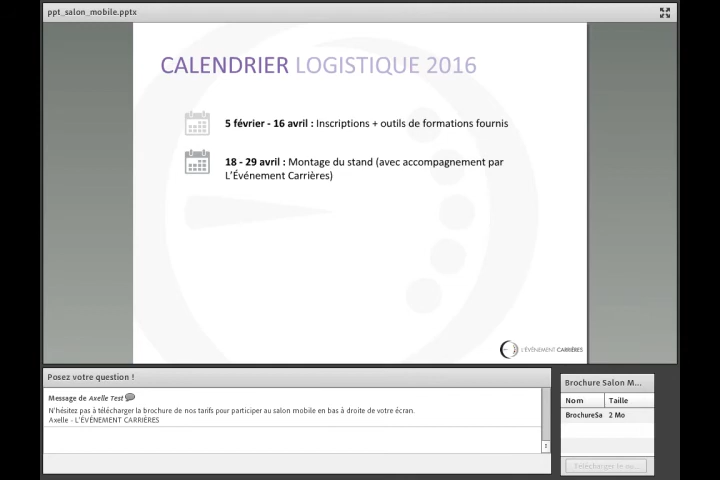 ppt_salon_mobile.pptx
CALENDRIER LOGISTIQUE 2016
5 février - 16 avril : Inscriptions + outils de formations fournis
18 - 29 avril : Montage du stand (avec accompagnement par
L'Événement Carrières)
L'ÉVÉNEMENT CARRIÈRES
Posez votre question !
Message de Axelle Test
N'hésitez pas à télécharger la brochure de nos tarifs pour participer au salon mobile en bas à droite de votre écran.
Axelle - L'ÉVÉNEMENT CARRIÈRES
Brochure Salon M...
Nom Taille
BrochureSa 2 Mo